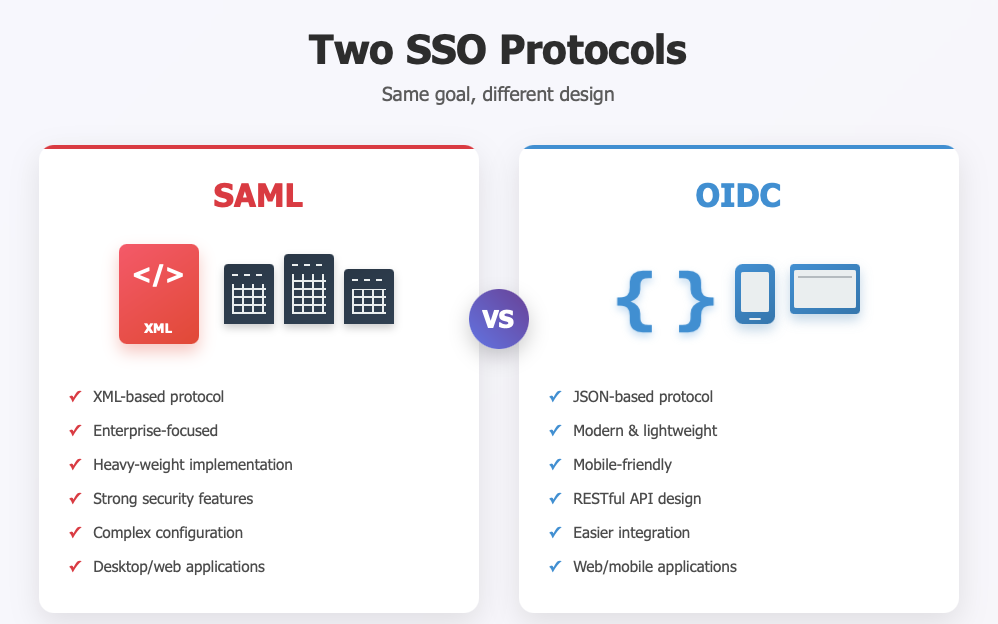 Two SSO Protocols
Same goal, different design
SAML
</>
XML
✔ XML-based protocol
✔ Enterprise-focused
✔ Heavy-weight implementation
✔ Strong security features
✔ Complex configuration
✔ Desktop/web applications
VS
OIDC
{ }
✔ JSON-based protocol
✔ Modern & lightweight
✔ Mobile-friendly
✔ RESTful API design
✔ Easier integration
✔ Web/mobile applications